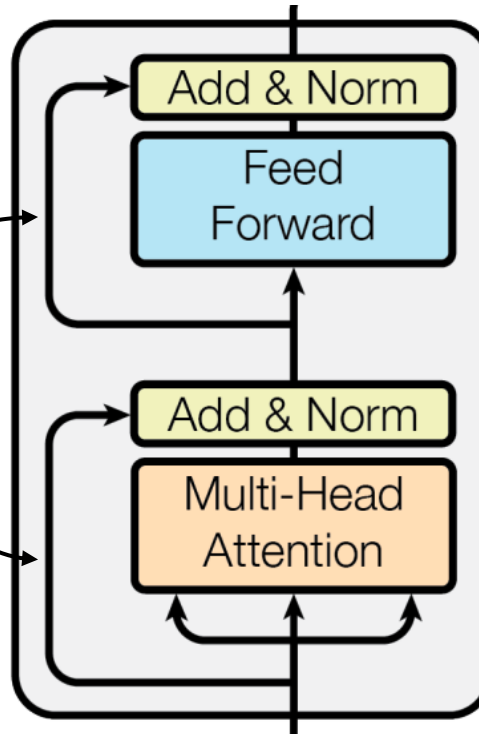 Add & Norm
Feed
Forward
Add & Norm
Multi-Head
Attention